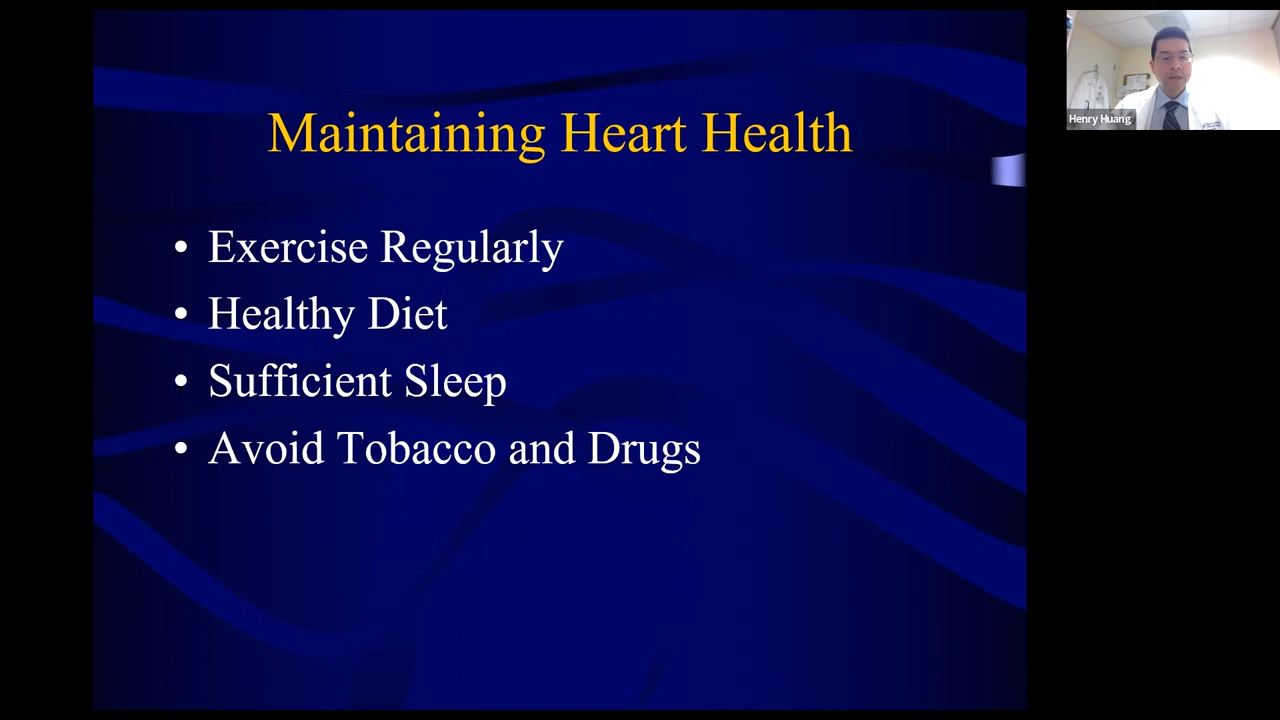 Maintaining Heart Health
• Exercise Regularly
• Healthy Diet
• Sufficient Sleep
• Avoid Tobacco and Drugs
Henry Huang